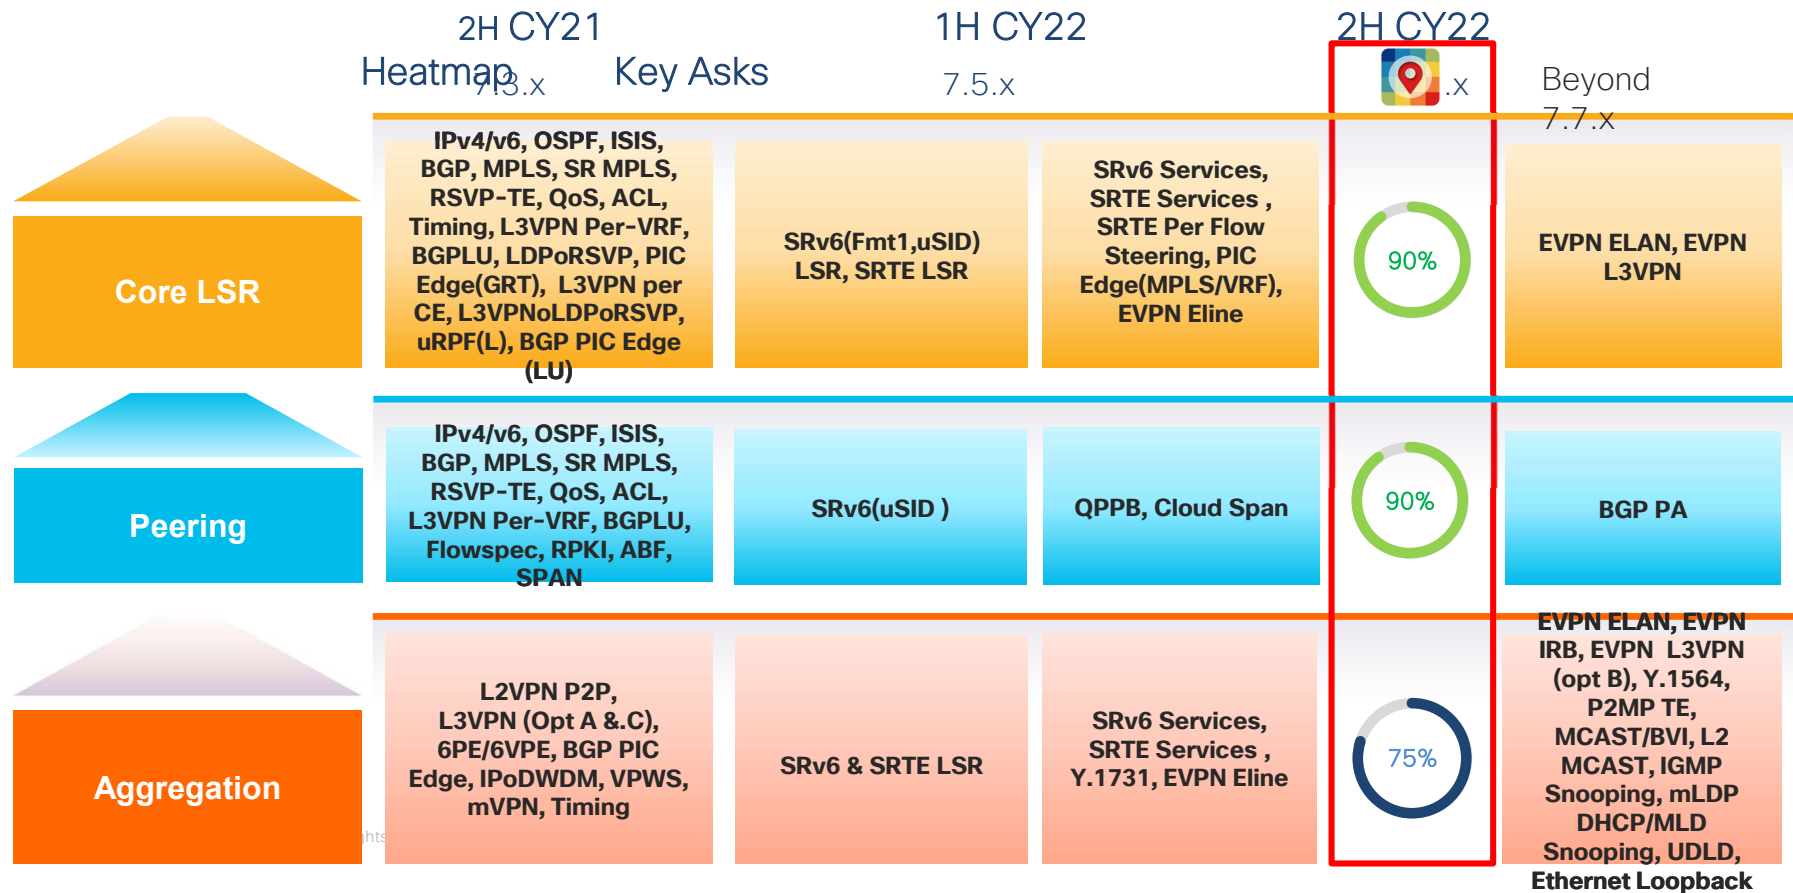 2H CY21
1H CY22
2H CY22
Heatmap
Key Asks
7.3.x
7.5.x
.x
Beyond
7.7.x
Core LSR
IPv4/v6, OSPF, ISIS,
BGP, MPLS, SR MPLS,
RSVP-TE, QoS, ACL,
Timing, L3VPN Per-VRF,
BGPLU, LDPoRSVP, PIC
Edge(GRT), L3VPN per
CE, L3VPNoLDPoRSVP,
uRPF(L), BGP PIC Edge
(LU)
SRv6(Fmt1,uSID)
LSR, SRTE LSR
SRv6 Services,
SRTE Services ,
SRTE Per Flow
Steering, PIC
Edge(MPLS/VRF),
EVPN Eline
90%
EVPN ELAN, EVPN
L3VPN
Peering
IPv4/v6, OSPF, ISIS,
BGP, MPLS, SR MPLS,
RSVP-TE, QoS, ACL,
L3VPN Per-VRF, BGPLU,
Flowspec, RPKI, ABF,
SPAN
SRv6(uSID )
QPPB, Cloud Span
90%
BGP PA
Aggregation
L2VPN P2P,
L3VPN (Opt A &.C),
6PE/6VPE, BGP PIC
Edge, IPoDWDM, VPWS,
mVPN, Timing
SRv6 & SRTE LSR
SRv6 Services,
SRTE Services ,
Y.1731, EVPN Eline
75%
EVPN ELAN, EVPN
IRB, EVPN L3VPN
(opt B), Y.1564,
P2MP TE,
MCAST/BVI, L2
MCAST, IGMP
Snooping, mLDP
DHCP/MLD
Snooping, UDLD,
Ethernet Loopback